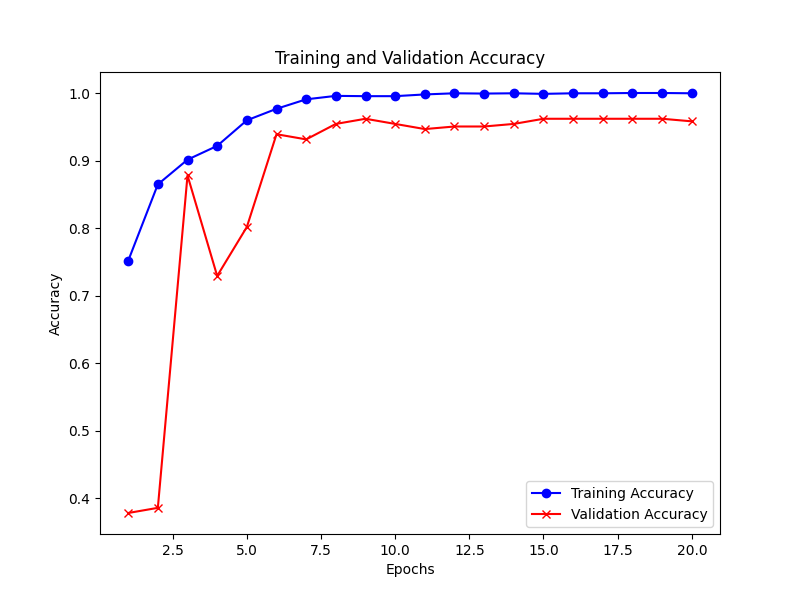 Training and Validation Accuracy
1.0
0.9
0.8
0.7
0.6
0.5
0.4
Accuracy
Training Accuracy
Validation Accuracy
2.5 5.0 7.5 10.0 12.5 15.0 17.5 20.0
Epochs